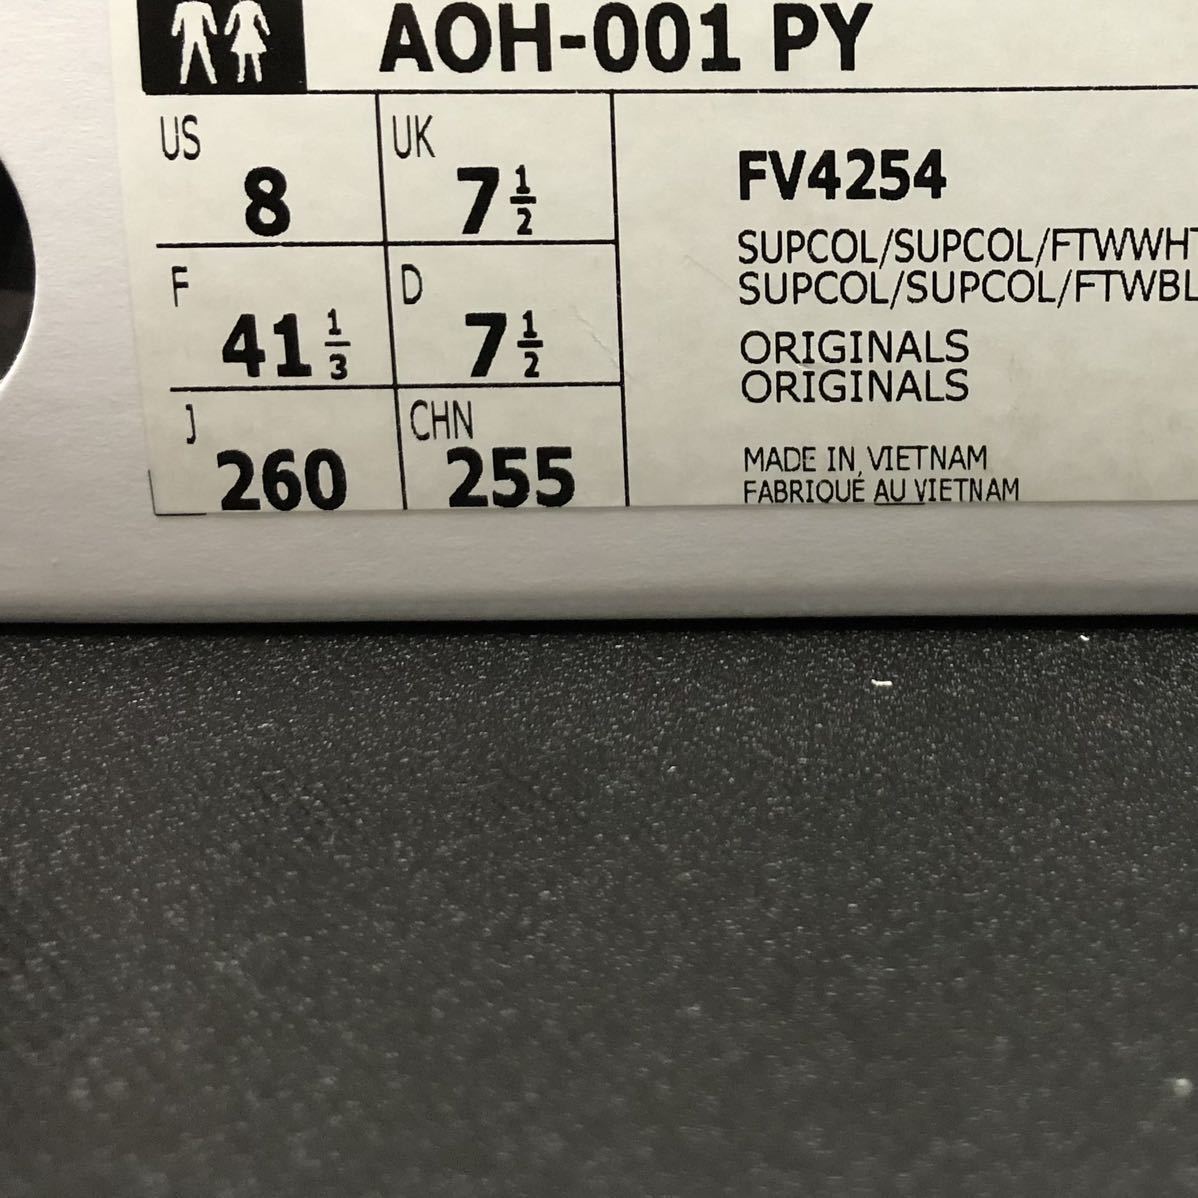 AOH-001 PY
US 8
UK 7 1/2
F 41 1/3
D 7 1/2
J 260
CHN 255
FV4254
SUPCOL/SUPCOL/FTWWHT
SUPCOL/SUPCOL/FTWBL
ORIGINALS
ORIGINALS
MADE IN VIETNAM
FABRIQUÉ AU VIETNAM